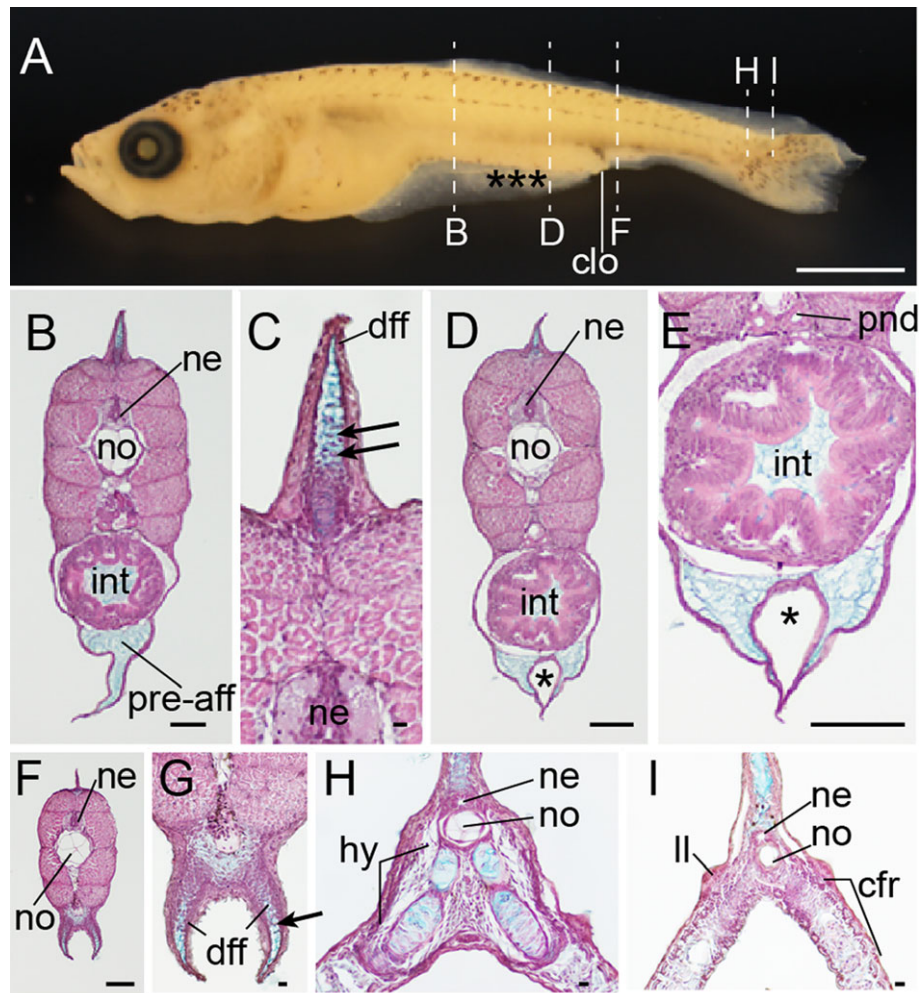 A
H I
***
B D F
clo
B
ne
no
int
pre-aff
C
dff
ne
D
ne
no
int
*
E
pnd
int
*
F
ne
no
G
dff
H
ne
no
hy
I
ne
no
ll
cfr